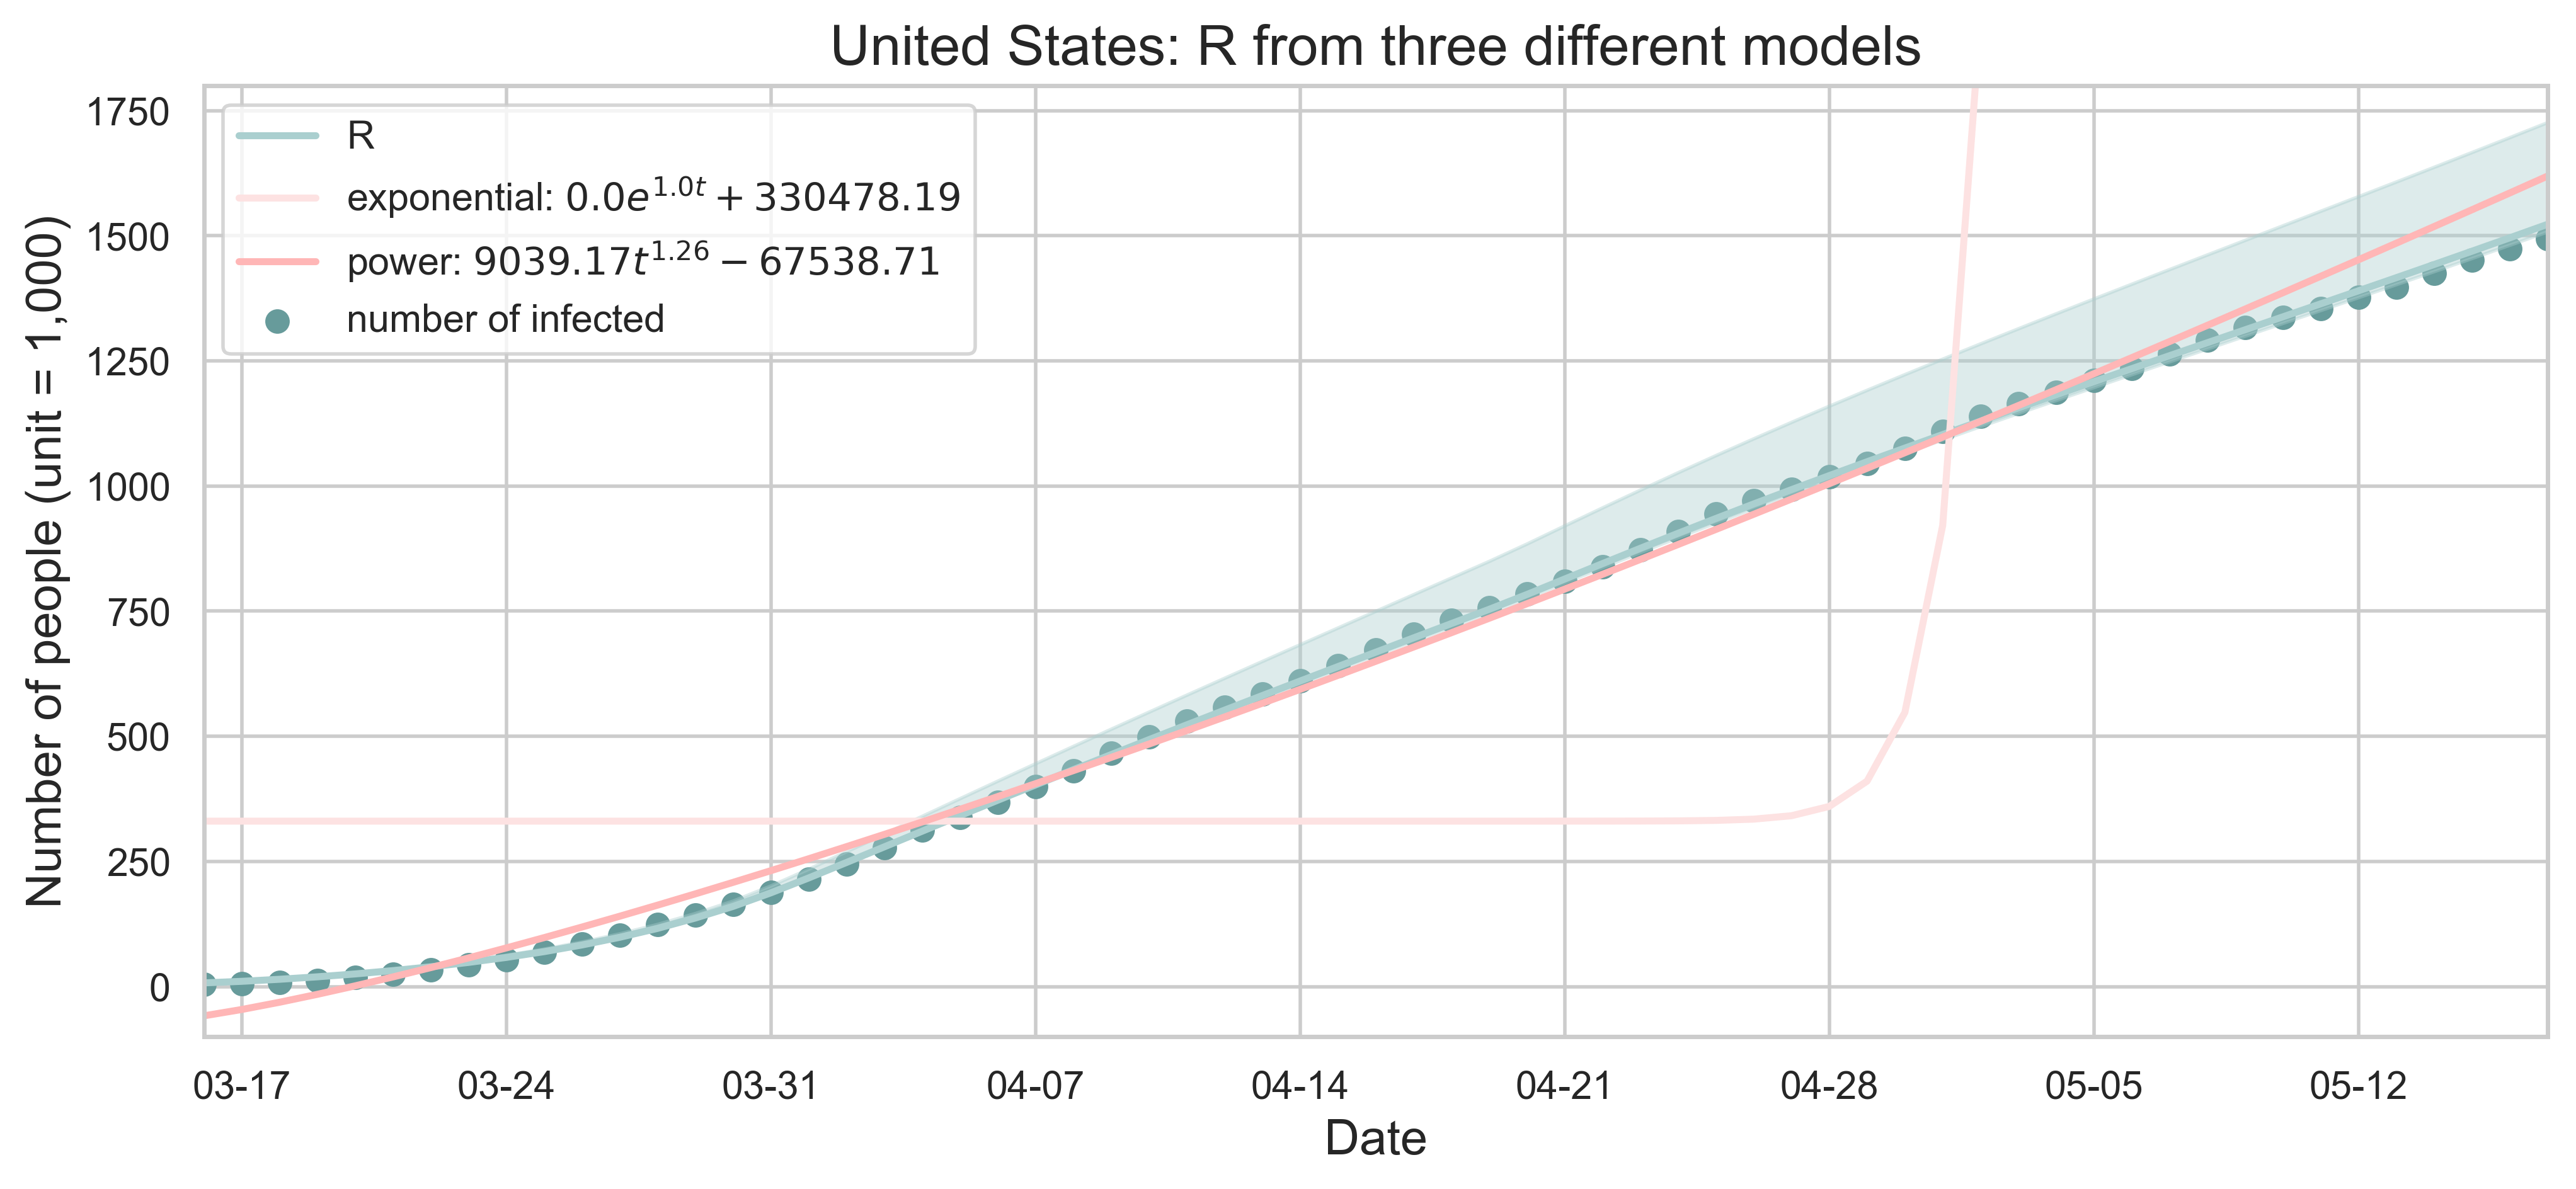 United States: R from three different models
Number of people (unit = 1,000)
1750
1500
1250
1000
750
500
250
0
R
exponential: 0.0e^{1.0t} + 330478.19
power: 9039.17t^{1.26} − 67538.71
number of infected
03-17 03-24 03-31 04-07 04-14 04-21 04-28 05-05 05-12
Date